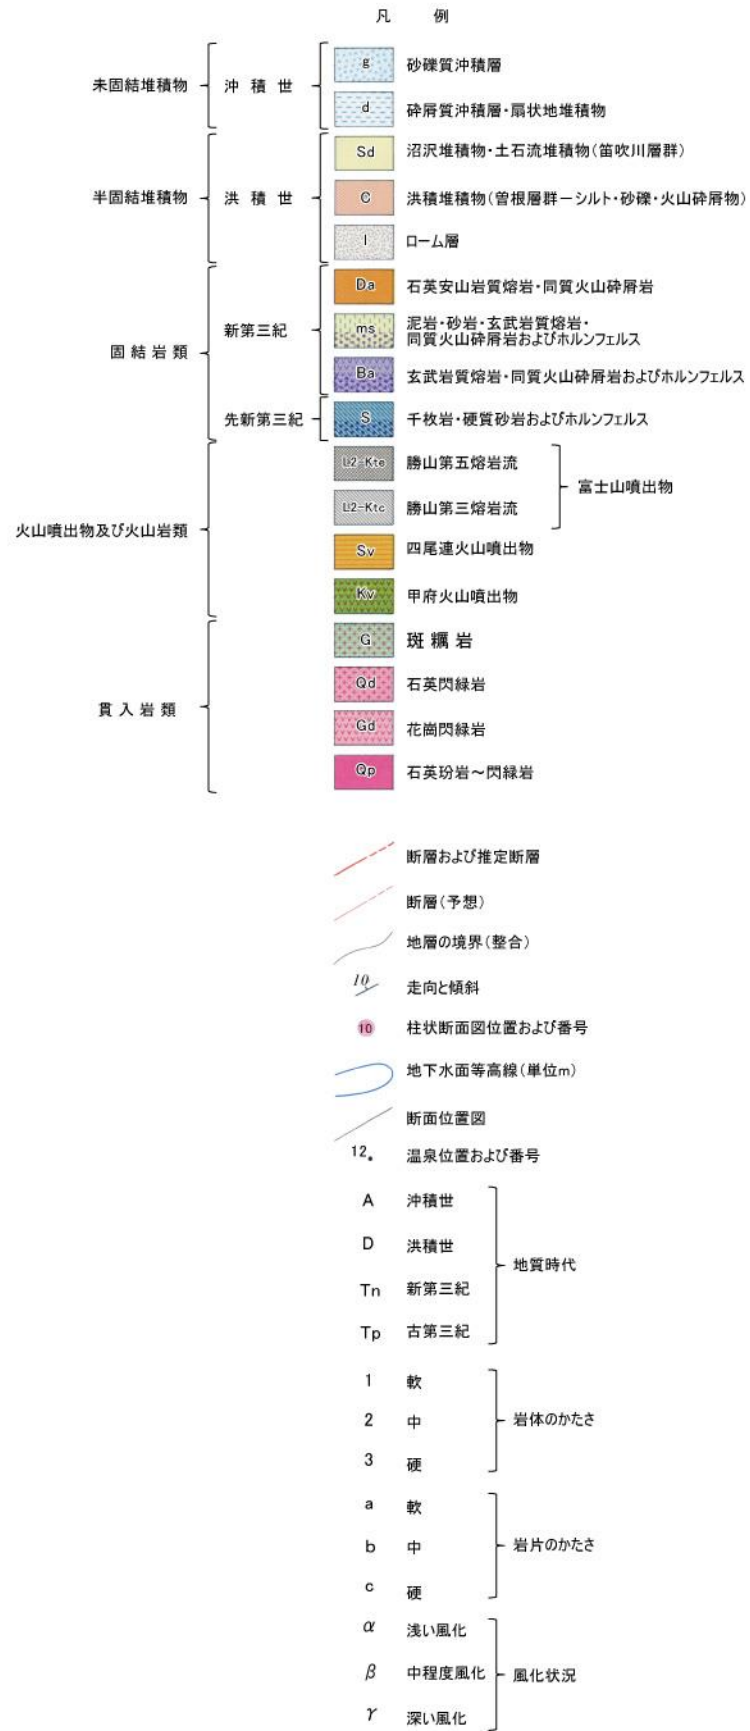 凡 例
未固結堆積物 沖積世 g 砂礫質沖積層
d 砕屑質沖積層・扇状地堆積物
半固結堆積物 洪積世 Sd 沼沢堆積物・土石流堆積物(笛吹川層群)
C 洪積堆積物(曽根層群ーシルト・砂礫・火山砕屑物)
l ローム層
固結岩類 新第三紀 Da 石英安山岩質熔岩・同質火山砕屑岩
ms 泥岩・砂岩・玄武岩質熔岩・
同質火山砕屑岩およびホルンフェルス
Ba 玄武岩質熔岩・同質火山砕屑岩およびホルンフェルス
先新第三紀 S 千枚岩・硬質砂岩およびホルンフェルス
火山噴出物及び火山岩類 L2-Kte 勝山第五熔岩流 富士山噴出物
L2-Ktc 勝山第三熔岩流
Sv 四尾連火山噴出物
Kv 甲府火山噴出物
貫入岩類 G 斑糲岩
Qd 石英閃緑岩
Gd 花崗閃緑岩
Qp 石英玢岩〜閃緑岩
断層および推定断層
断層(予想)
地層の境界(整合)
10 走向と傾斜
10 柱状断面図位置および番号
地下水面等高線(単位m)
断面位置図
12. 温泉位置および番号
A 沖積世
D 洪積世
地質時代
Tn 新第三紀
Tp 古第三紀
1 軟
2 中 岩体のかたさ
3 硬
a 軟
b 中 岩片のかたさ
c 硬
α 浅い風化
β 中程度風化 風化状況
γ 深い風化